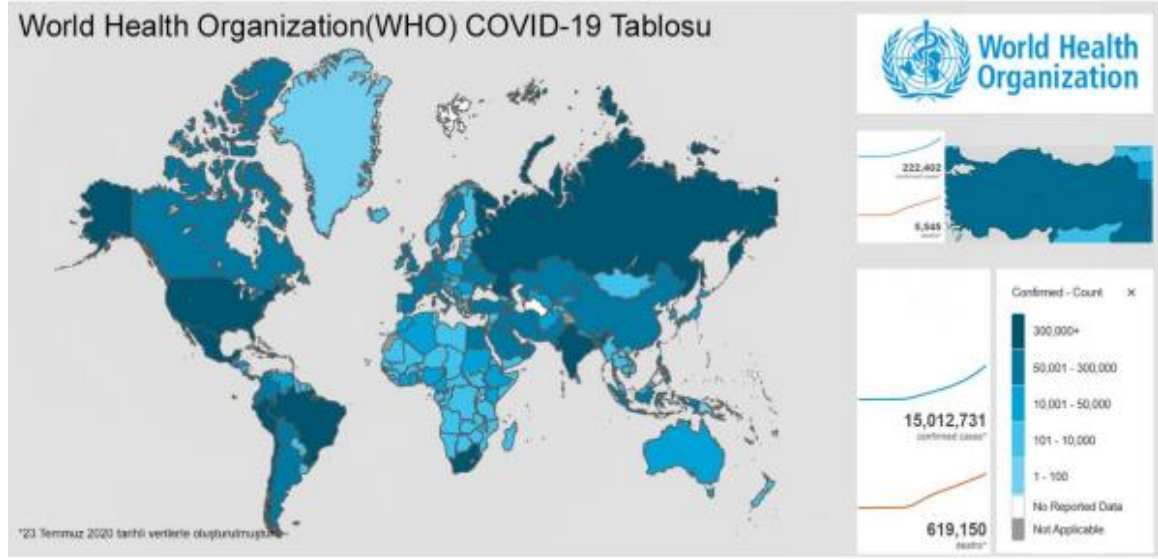 World Health Organization(WHO) COVID-19 Tablosu
World Health
Organization
222,402
confirmed cases*
5,545
deaths*
Confirmed - Count ×
300,000+
50,001 - 300,000
10,001 - 50,000
101 - 10,000
1 - 100
No Reported Data
Not Applicable
15,012,731
confirmed cases*
619,150
deaths*
*23 Temmuz 2020 tarihli verilerle oluşturulmuştur.